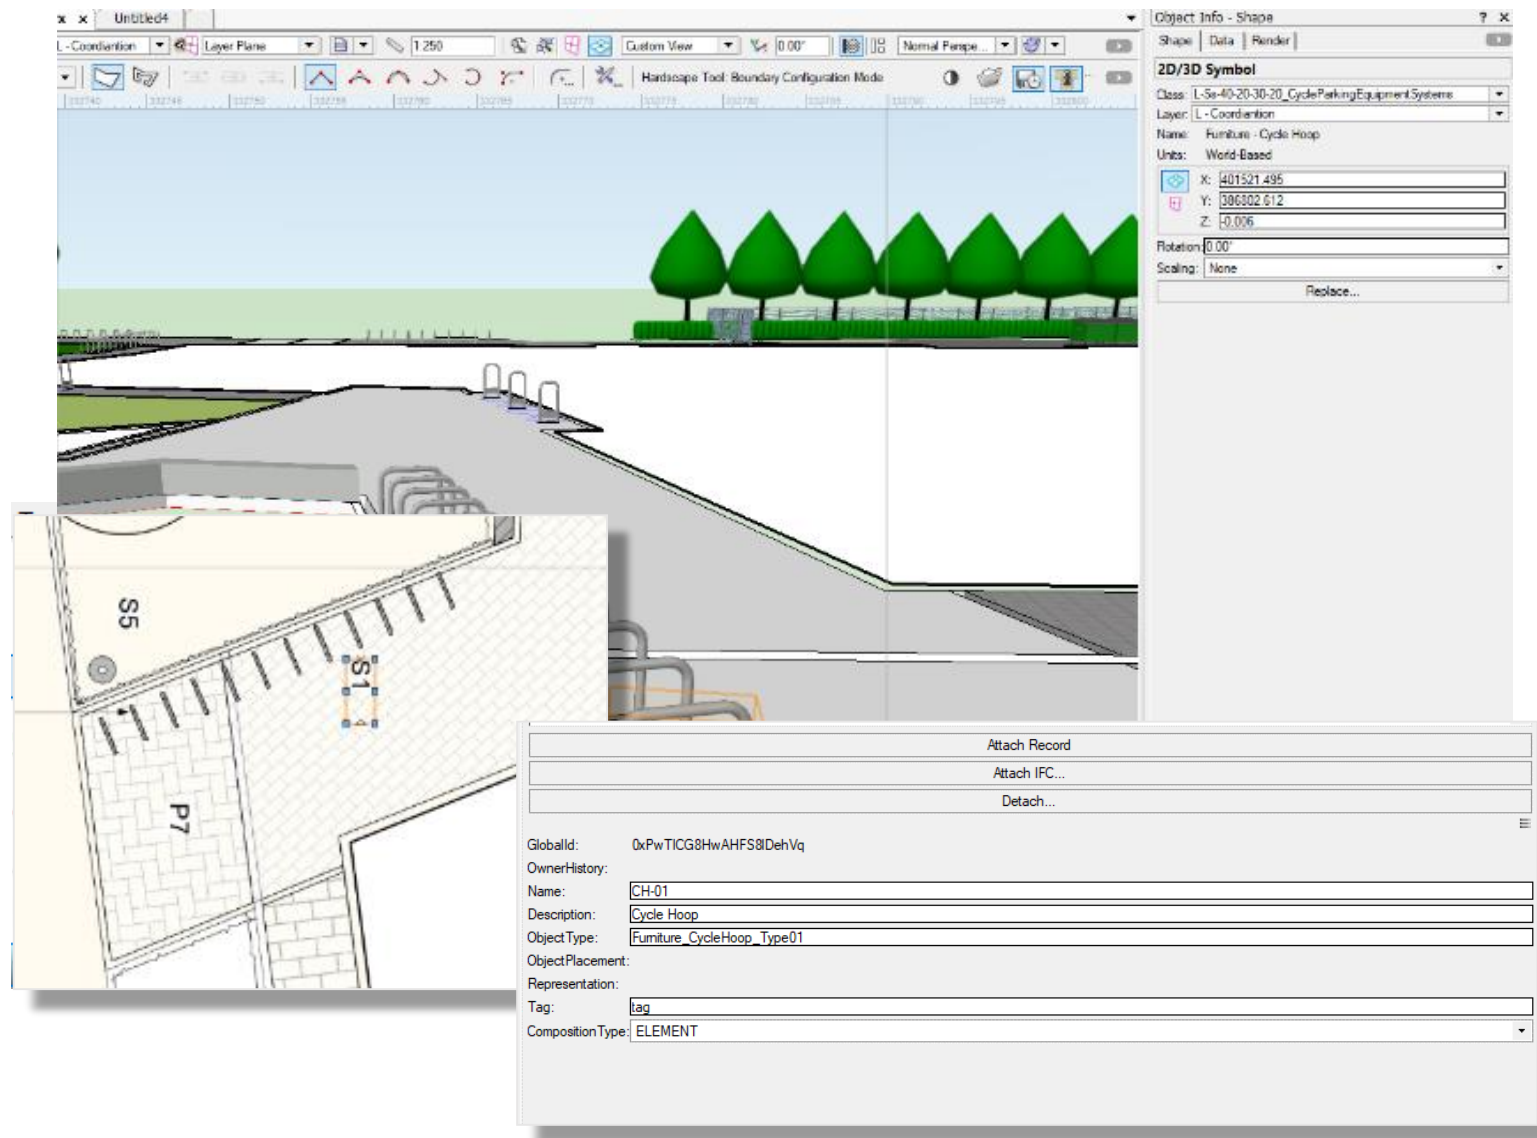 Untitled4
Object Info - Shape
L - Coordiantion
Layer Plane
1:250
Custom View
0.00°
Normal Perspe...
Shape Data Render
Hardscape Tool: Boundary Configuration Mode
2D/3D Symbol
Class: L-Ss-40-20-30-20_CycleParkingEquipmentSystems
Layer: L - Coordiantion
Name: Furniture - Cycle Hoop
Units: World-Based
X: 401521.495
Y: 386802.612
Z: -0.006
Rotation: 0.00°
Scaling: None
Replace...
S5
S1
P7
Attach Record
Attach IFC...
Detach...
GlobalId:
OwnerHistory:
Name: CH-01
Description: Cycle Hoop
ObjectType: Furniture_CycleHoop_Type01
ObjectPlacement:
Representation:
Tag: tag
CompositionType: ELEMENT